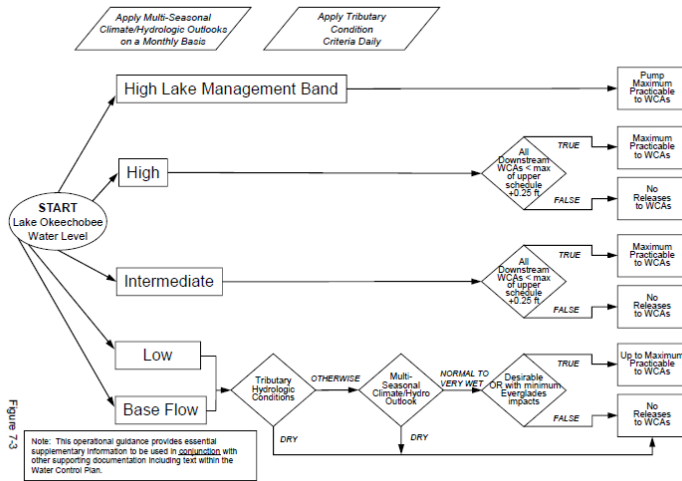 Apply Multi-Seasonal
Climate/Hydrologic Outlooks
on a Monthly Basis
Apply Tributary
Condition
Criteria Daily
High Lake Management Band
Pump
Maximum
Practicable
to WCAs
High
All
Downstream
WCAs < max
of upper
schedule
+0.25 ft
TRUE
Maximum
Practicable
to WCAs
FALSE
No
Releases
to WCAs
START
Lake Okeechobee
Water Level
Intermediate
All
Downstream
WCAs < max
of upper
schedule
+0.25 ft
TRUE
Maximum
Practicable
to WCAs
FALSE
No
Releases
to WCAs
Low
Base Flow
Tributary
Hydrologic
Conditions
OTHERWISE
DRY
Multi-
Seasonal
Climate/Hydro
Outlook
NORMAL TO
VERY WET
DRY
Desirable
OR with minimum
Everglades
impacts
TRUE
Up to Maximum
Practicable
to WCAs
FALSE
No
Releases
to WCAs
Figure 7-3
Note: This operational guidance provides essential
supplementary information to be used in conjunction with
other supporting documentation including text within the
Water Control Plan.